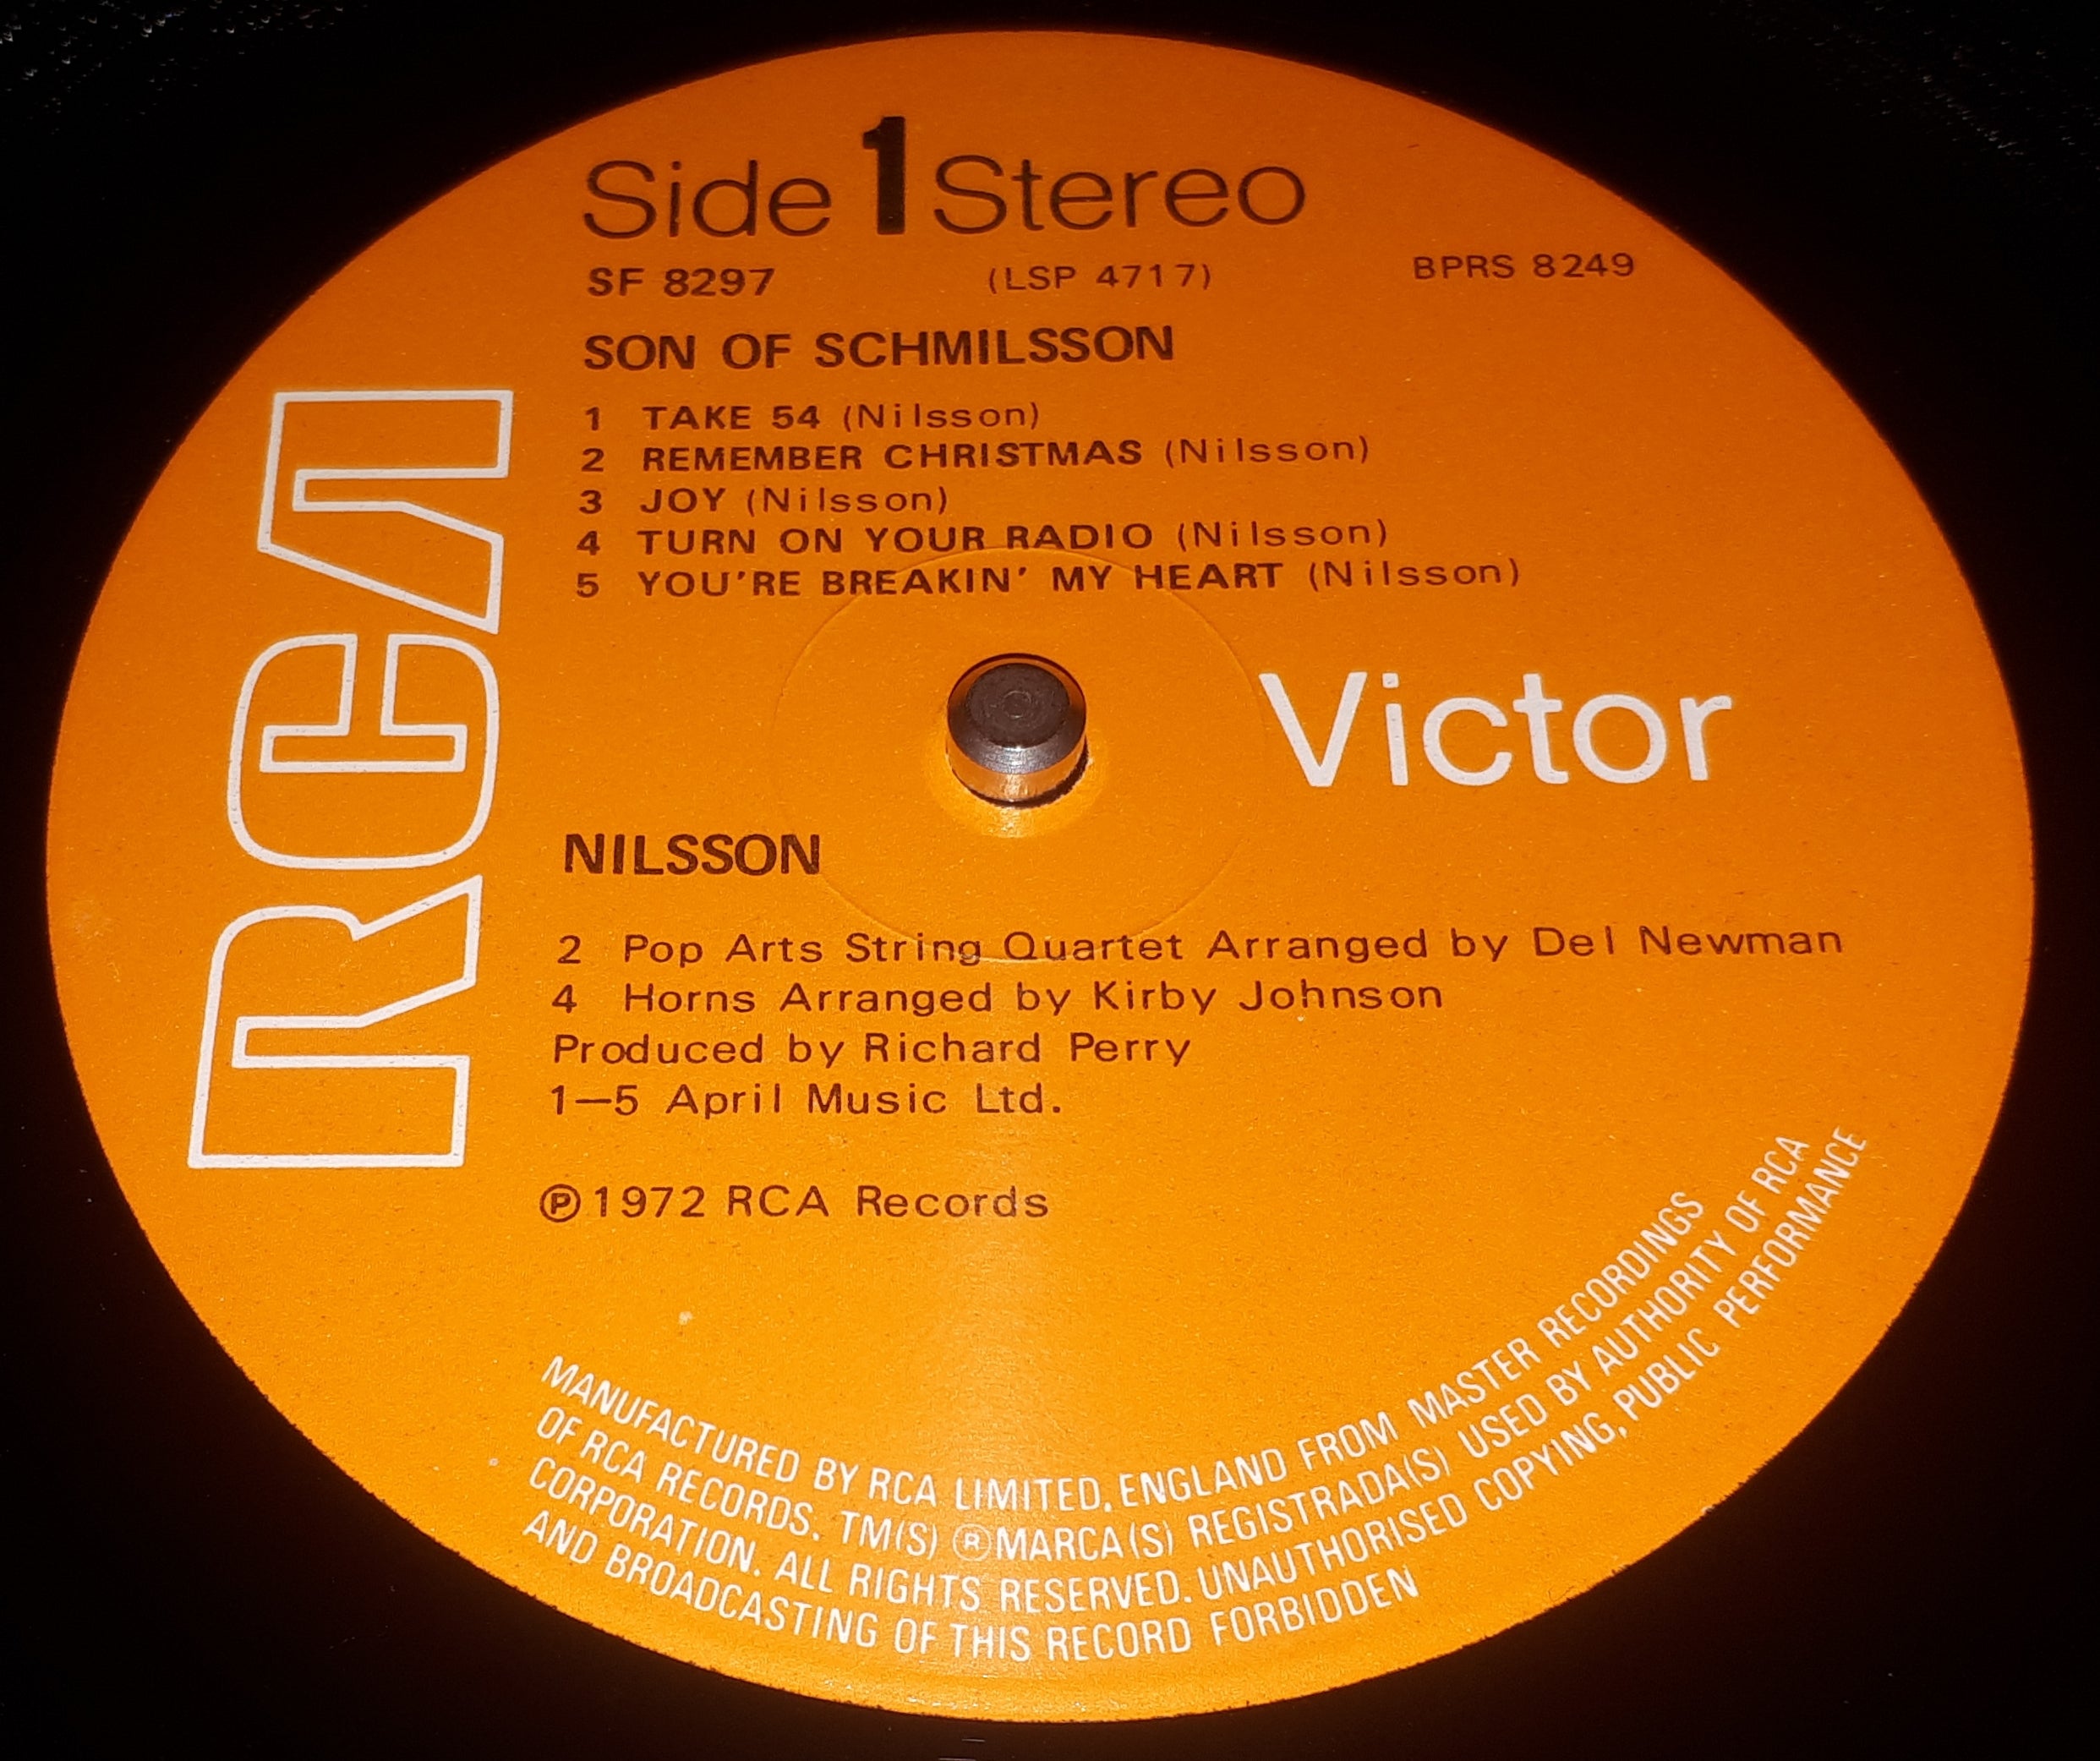 Side 1 Stereo
SF 8297 (LSP 4717) BPRS 8249
SON OF SCHMILSSON
1 TAKE 54 (Nilsson)
2 REMEMBER CHRISTMAS (Nilsson)
3 JOY (Nilsson)
4 TURN ON YOUR RADIO (Nilsson)
5 YOU'RE BREAKIN' MY HEART (Nilsson)
RCA
Victor
NILSSON
2 Pop Arts String Quartet Arranged by Del Newman
4 Horns Arranged by Kirby Johnson
Produced by Richard Perry
1—5 April Music Ltd.
℗1972 RCA Records
MANUFACTURED BY RCA LIMITED, ENGLAND FROM MASTER RECORDINGS
OF RCA RECORDS. TM(S) ® MARCA(S) REGISTRADA(S) USED BY AUTHORITY OF RCA
CORPORATION. ALL RIGHTS RESERVED. UNAUTHORISED COPYING, PUBLIC PERFORMANCE
AND BROADCASTING OF THIS RECORD FORBIDDEN